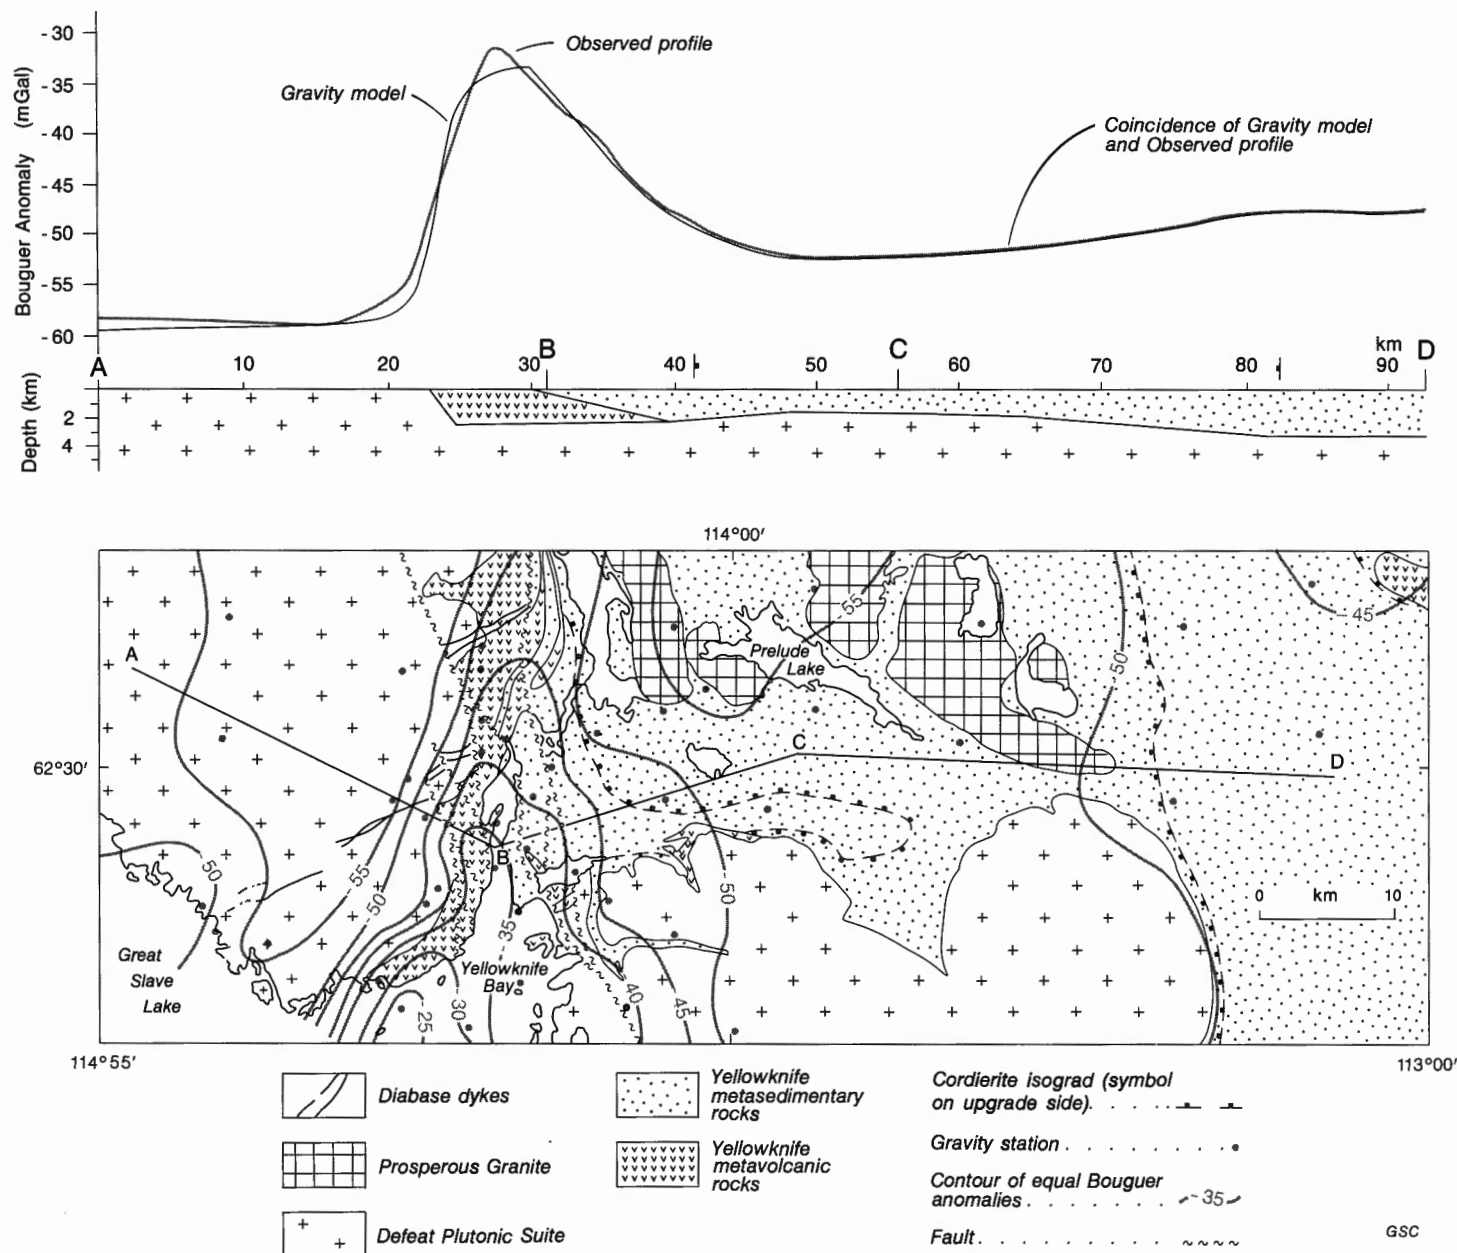 -30
Observed profile
-35
Gravity model
-40
Coincidence of Gravity model
and Observed profile
-45
-50
-55
-60
Bouguer Anomaly (mGal)
A
10
20
30
B
40
50
C
60
70
80
km
90
D
Depth (km)
2
4
114°00'
A
55
45
Prelude
Lake
50
62°30'
C
D
B
50
55
50
50
0 km 10
35
Great
Slave
Lake
Yellowknife
Bay
40
45
30
25
114°55'
113°00'
Diabase dykes
Prosperous Granite
Defeat Plutonic Suite
Yellowknife
metasedimentary
rocks
Yellowknife
metavolcanic
rocks
Cordierite isograd (symbol
on upgrade side). . . . .
Gravity station . . . . . . . . .
Contour of equal Bouguer
anomalies . . . . . . . . . -35
Fault . . . . . . . . . . .
GSC